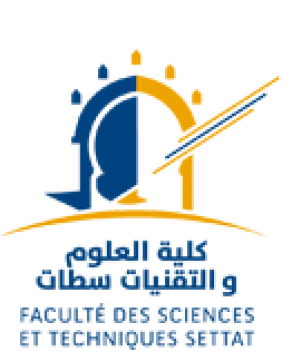 كلية العلوم
و التقنيات سطات
FACULTÉ DES SCIENCES
ET TECHNIQUES SETTAT